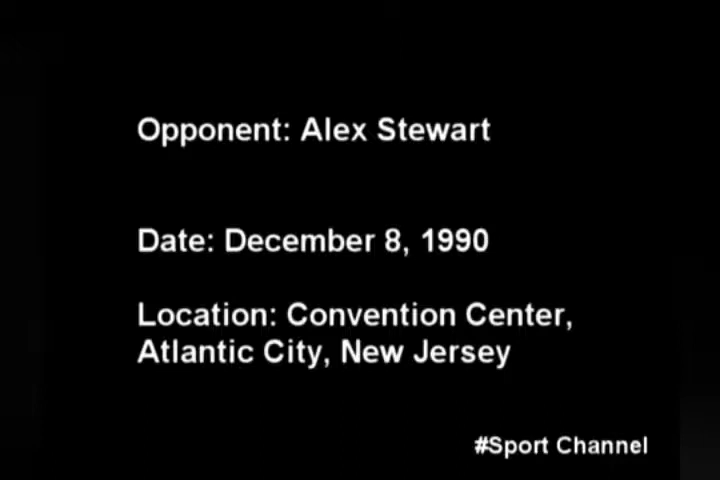 Opponent: Alex Stewart
Date: December 8, 1990
Location: Convention Center,
Atlantic City, New Jersey
#Sport Channel